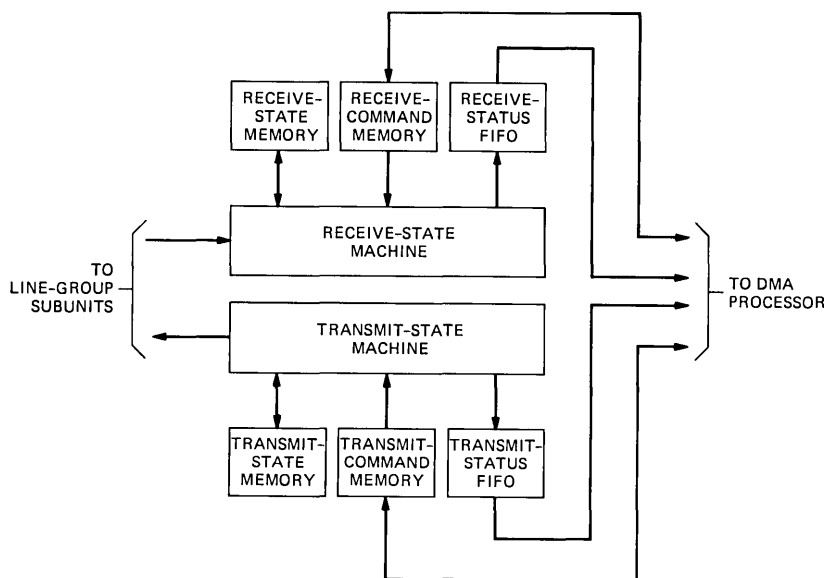 RECEIVE-
STATE
MEMORY
RECEIVE-
COMMAND
MEMORY
RECEIVE-
STATUS
FIFO
RECEIVE-STATE
MACHINE
TO
LINE-GROUP
SUBUNITS
TO DMA
PROCESSOR
TRANSMIT-STATE
MACHINE
TRANSMIT-
STATE
MEMORY
TRANSMIT-
COMMAND
MEMORY
TRANSMIT-
STATUS
FIFO